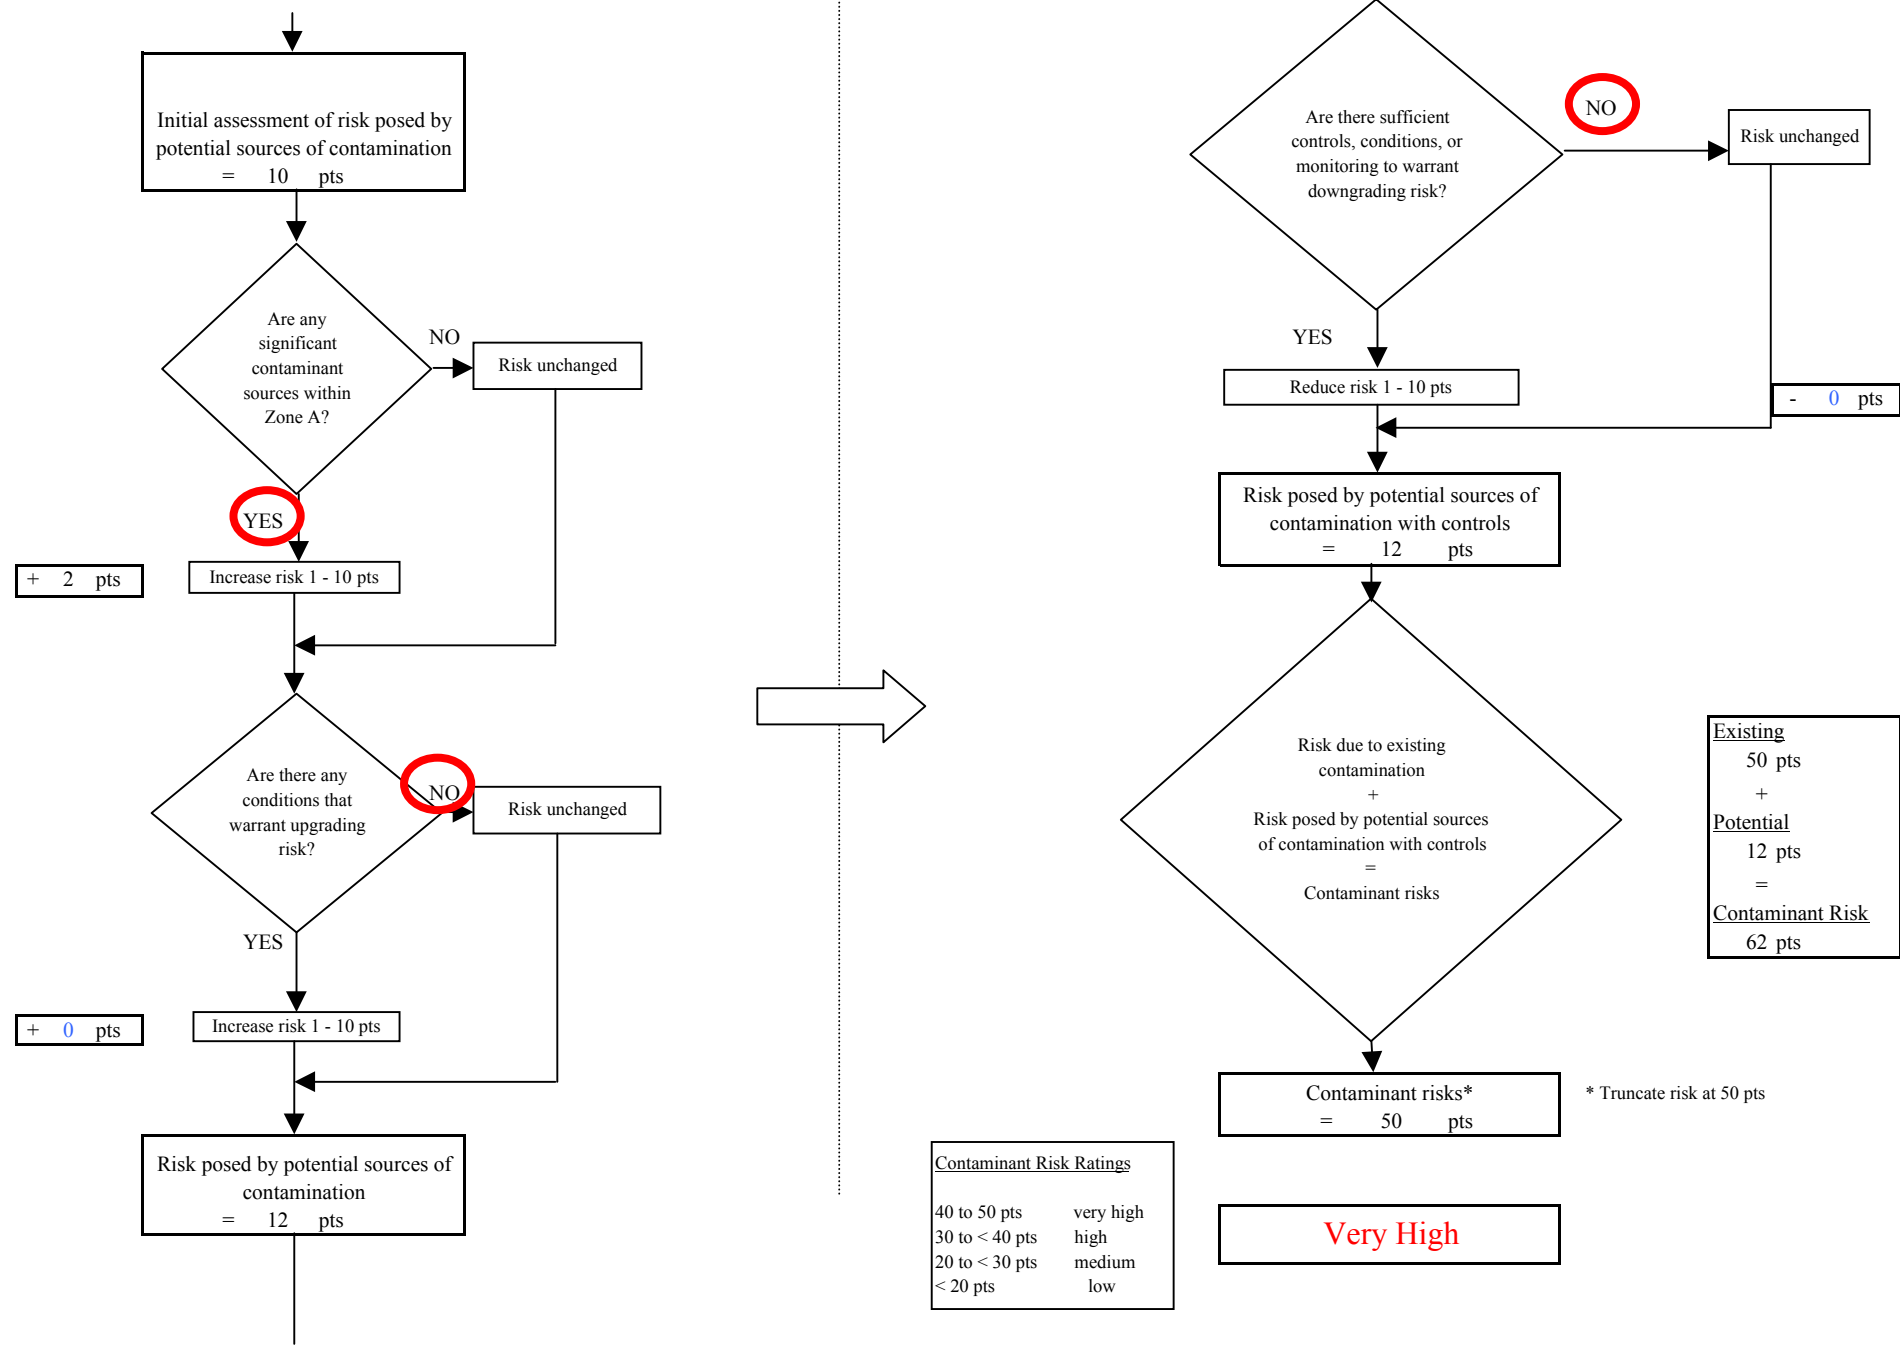 Initial assessment of risk posed by
potential sources of contamination
= 10 pts
Are any
significant
contaminant
sources within
Zone A?
NO
Risk unchanged
YES
+ 2 pts
Increase risk 1 - 10 pts
Are there any
conditions that
warrant upgrading
risk?
NO
Risk unchanged
YES
+ 0 pts
Increase risk 1 - 10 pts
Risk posed by potential sources of
contamination
= 12 pts
Are there sufficient
controls, conditions, or
monitoring to warrant
downgrading risk?
NO
Risk unchanged
YES
Reduce risk 1 - 10 pts
- 0 pts
Risk posed by potential sources of
contamination with controls
= 12 pts
Risk due to existing
contamination
+
Risk posed by potential sources
of contamination with controls
=
Contaminant risks
Existing
50 pts
+
Potential
12 pts
=
Contaminant Risk
62 pts
Contaminant risks*
= 50 pts
* Truncate risk at 50 pts
Contaminant Risk Ratings
40 to 50 pts very high
30 to < 40 pts high
20 to < 30 pts medium
< 20 pts low
Very High